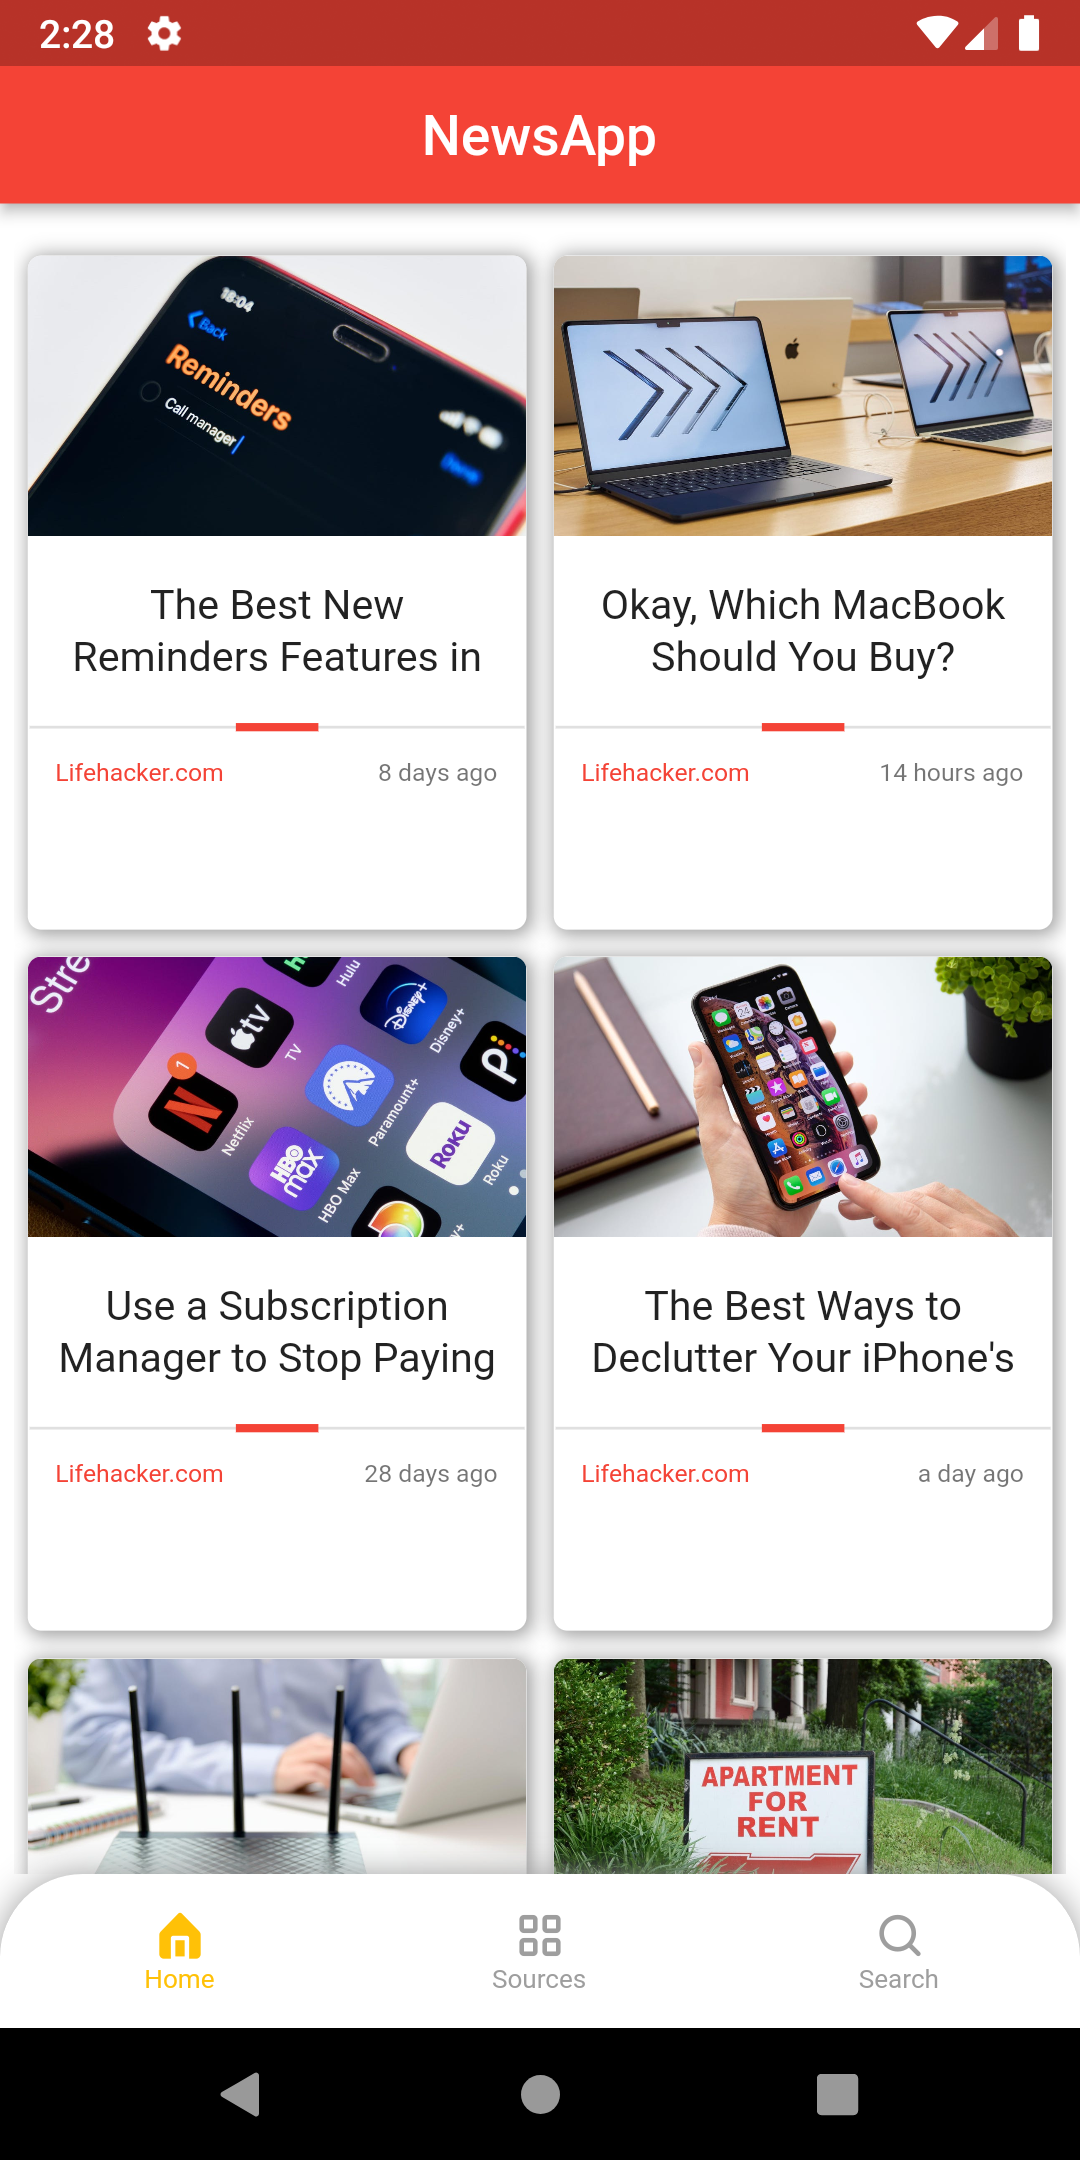 2:28
NewsApp
18:04
Back
Reminders
Call manager
The Best New
Reminders Features in
Lifehacker.com
8 days ago
Okay, Which MacBook
Should You Buy?
Lifehacker.com
14 hours ago
Stre
Hulu
tv
TV
Disney+
Disney+
1
Netflix
Paramount+
HBO
max
HBO Max
Roku
Roku
Use a Subscription
Manager to Stop Paying
Lifehacker.com
28 days ago
The Best Ways to
Declutter Your iPhone's
Lifehacker.com
a day ago
APARTMENT
FOR
RENT
Home
Sources
Search